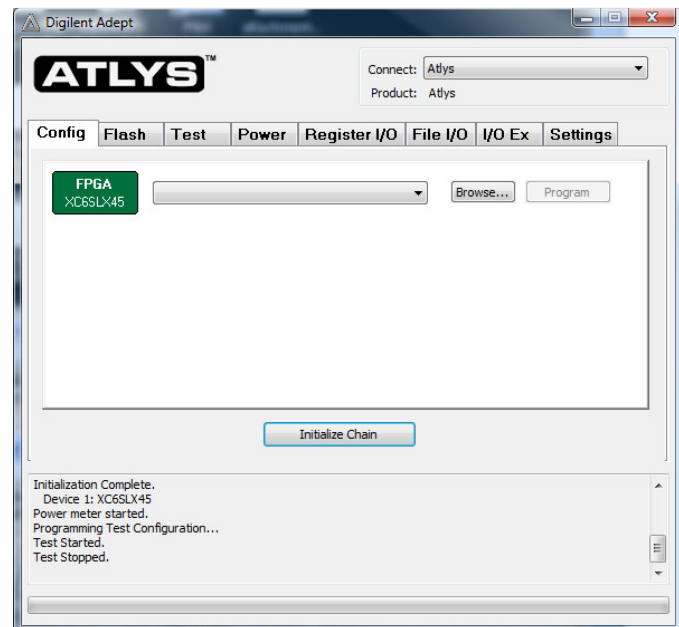 Digilent Adept
ATLYS™
Connect: Atlys
Product: Atlys
Config Flash Test Power Register I/O File I/O I/O Ex Settings
FPGA
XC6SLX45
Browse... Program
Initialize Chain
Initialization Complete.
Device 1: XC6SLX45
Power meter started.
Programming Test Configuration...
Test Started.
Test Stopped.